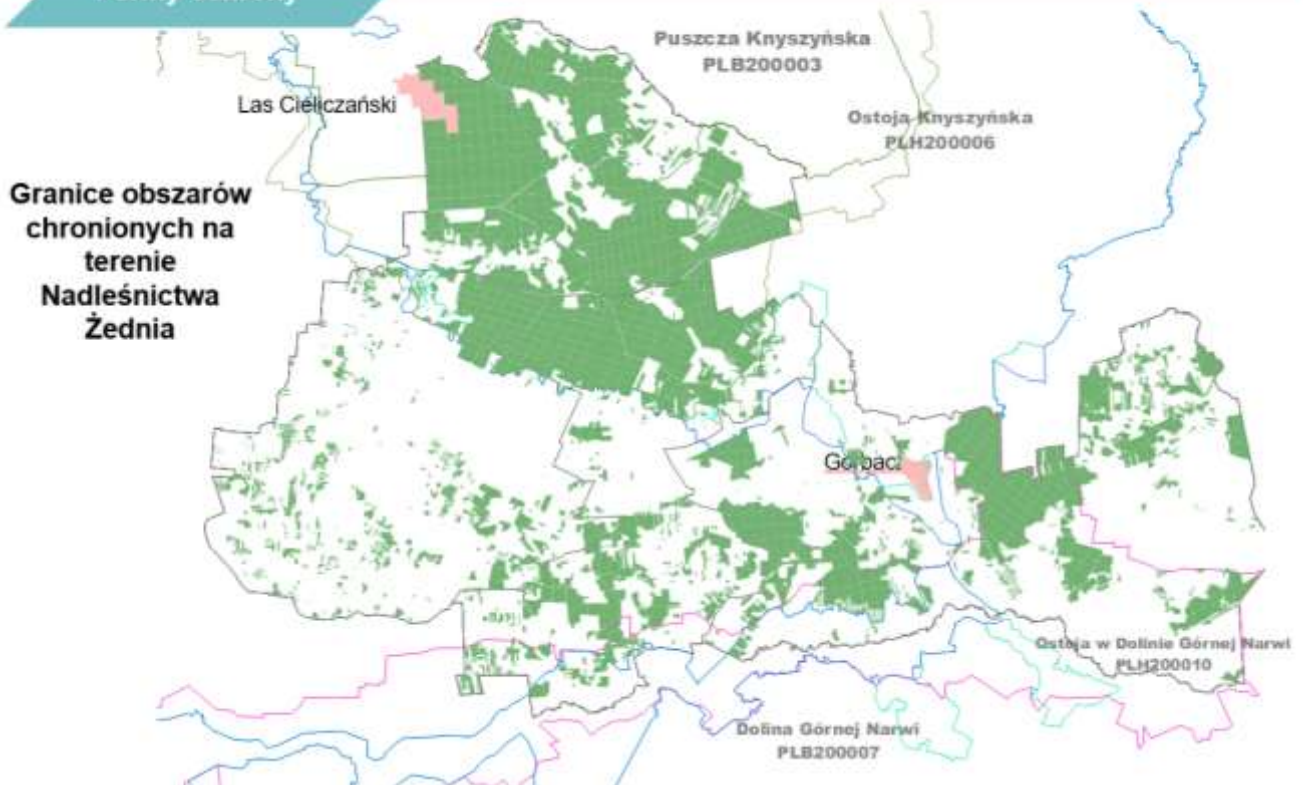 Puszcza Knyszyńska
PLB200003
Las Cieliczański
Ostoja Knyszyńska
PLH200006
Granice obszarów
chronionych na
terenie
Nadleśnictwa
Żednia
Gorbacz
Ostoja w Dolinie Górnej Narwi
PLH200010
Dolina Górnej Narwi
PLB200007